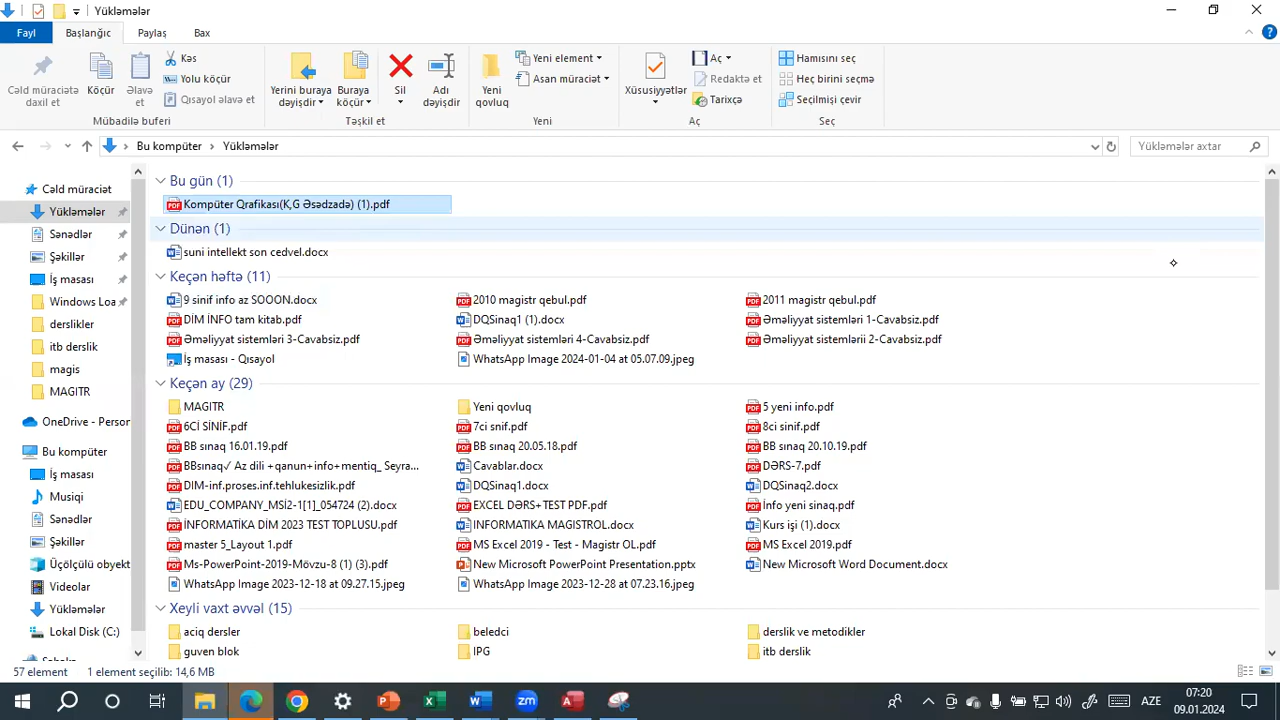 Yükləmələr
Fayl Başlanğıc Paylaş Bax
Cəld müraciətə daxil et
Köçür
Əlavə et
Kəs
Yolu köçür
Qısayol əlavə et
Mübadilə buferi
Yerini buraya dəyişdir
Buraya köçür
Sil
Adı dəyişdir
Təşkil et
Yeni qovluq
Yeni element
Asan müraciət
Yeni
Xüsusiyyətlər
Aç
Redaktə et
Tarixçə
Aç
Hamısını seç
Heç birini seçmə
Seçilmişi çevir
Seç
Bu kompüter > Yükləmələr
Yükləmələr axtar
Cəld müraciət
Yükləmələr
Sənədlər
Şəkillər
İş masası
Windows Loa
derslikler
itb derslik
magis
MAGITR
OneDrive - Person
Bu kompüter
İş masası
Musiqi
Sənədlər
Şəkillər
Üçölçülü obyekt
Videolar
Yükləmələr
Lokal Disk (C:)
Bu gün (1)
Kompüter Qrafikası(K,G Əsədzadə) (1).pdf
Dünən (1)
suni intellekt son cedvel.docx
Keçən həftə (11)
9 sinif info az SOOON.docx 2010 magistr qebul.pdf 2011 magistr qebul.pdf
DİM İNFO tam kitab.pdf DQSinaq1 (1).docx Əməliyyat sistemləri 1-Cavabsiz.pdf
Əməliyyat sistemləri 3-Cavabsiz.pdf Əməliyyat sistemləri 4-Cavabsiz.pdf Əməliyyat sistemlərii 2-Cavabsiz.pdf
İş masası - Qısayol WhatsApp Image 2024-01-04 at 05.07.09.jpeg
Keçən ay (29)
MAGITR Yeni qovluq 5 yeni info.pdf
6Cİ SİNİF.pdf 7ci snif.pdf 8ci sinif.pdf
BB sınaq 16.01.19.pdf BB sınaq 20.05.18.pdf BB sınaq 20.10.19.pdf
BBsınaq✓ Az dili +qanun+info+mentiq_ Seyra... Cavablar.docx DƏRS-7.pdf
DIM-inf.proses.inf.tehlukesizlik.pdf DQSinaq1.docx DQSinaq2.docx
EDU_COMPANY_MSİ2-1[1]_054724 (2).docx EXCEL DƏRS+TEST PDF.pdf İnfo yeni sinaq.pdf
İNFORMATİKA DİM 2023 TEST TOPLUSU.pdf INFORMATIKA MAGISTROL.docx Kurs işi (1).docx
master 5_Layout 1.pdf MS Excel 2019 - Test - Magistr OL.pdf MS Excel 2019.pdf
Ms-PowerPoint-2019-Mövzu-8 (1) (3).pdf New Microsoft PowerPoint Presentation.pptx New Microsoft Word Document.docx
WhatsApp Image 2023-12-18 at 09.27.15.jpeg WhatsApp Image 2023-12-28 at 07.23.16.jpeg
Xeyli vaxt əvvəl (15)
aciq dersler beledci derslik ve metodikler
guven blok IPG itb derslik
57 element 1 element seçilib: 14,6 MB
AZE
07:20
09.01.2024